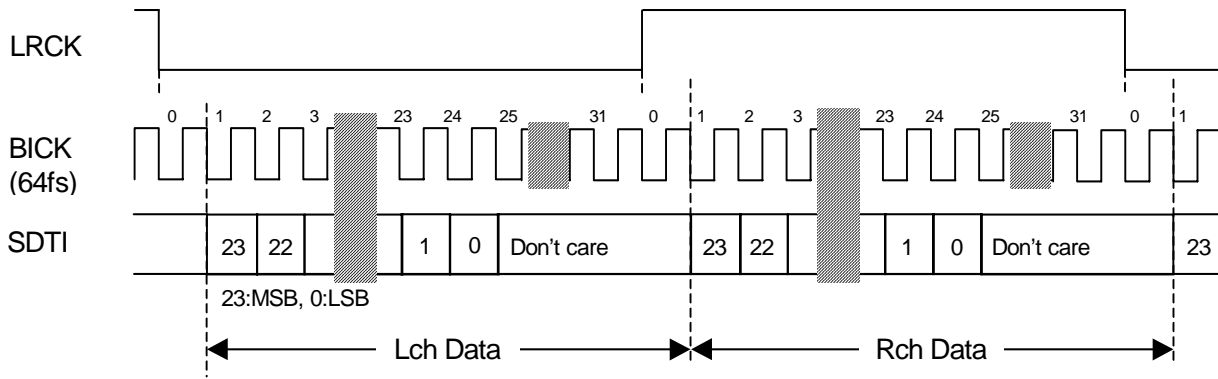 LRCK
0 1 2 3 23 24 25 31 0 1 2 3 23 24 25 31 0 1
BICK
(64fs)
SDTI 23 22 1 0 Don't care 23 22 1 0 Don't care 23
23:MSB, 0:LSB
Lch Data Rch Data